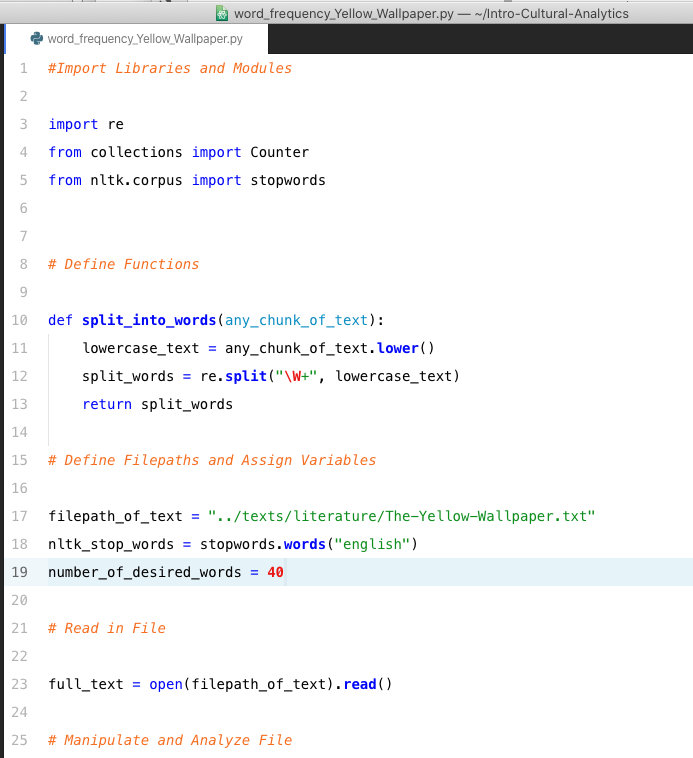 word_frequency_Yellow_Wallpaper.py — ~/Intro-Cultural-Analytics
word_frequency_Yellow_Wallpaper.py
1 #Import Libraries and Modules
2
3 import re
4 from collections import Counter
5 from nltk.corpus import stopwords
6
7
8 # Define Functions
9
10 def split_into_words(any_chunk_of_text):
11     lowercase_text = any_chunk_of_text.lower()
12     split_words = re.split("\W+", lowercase_text)
13     return split_words
14
15 # Define Filepaths and Assign Variables
16
17 filepath_of_text = "../texts/literature/The-Yellow-Wallpaper.txt"
18 nltk_stop_words = stopwords.words("english")
19 number_of_desired_words = 40
20
21 # Read in File
22
23 full_text = open(filepath_of_text).read()
24
25 # Manipulate and Analyze File